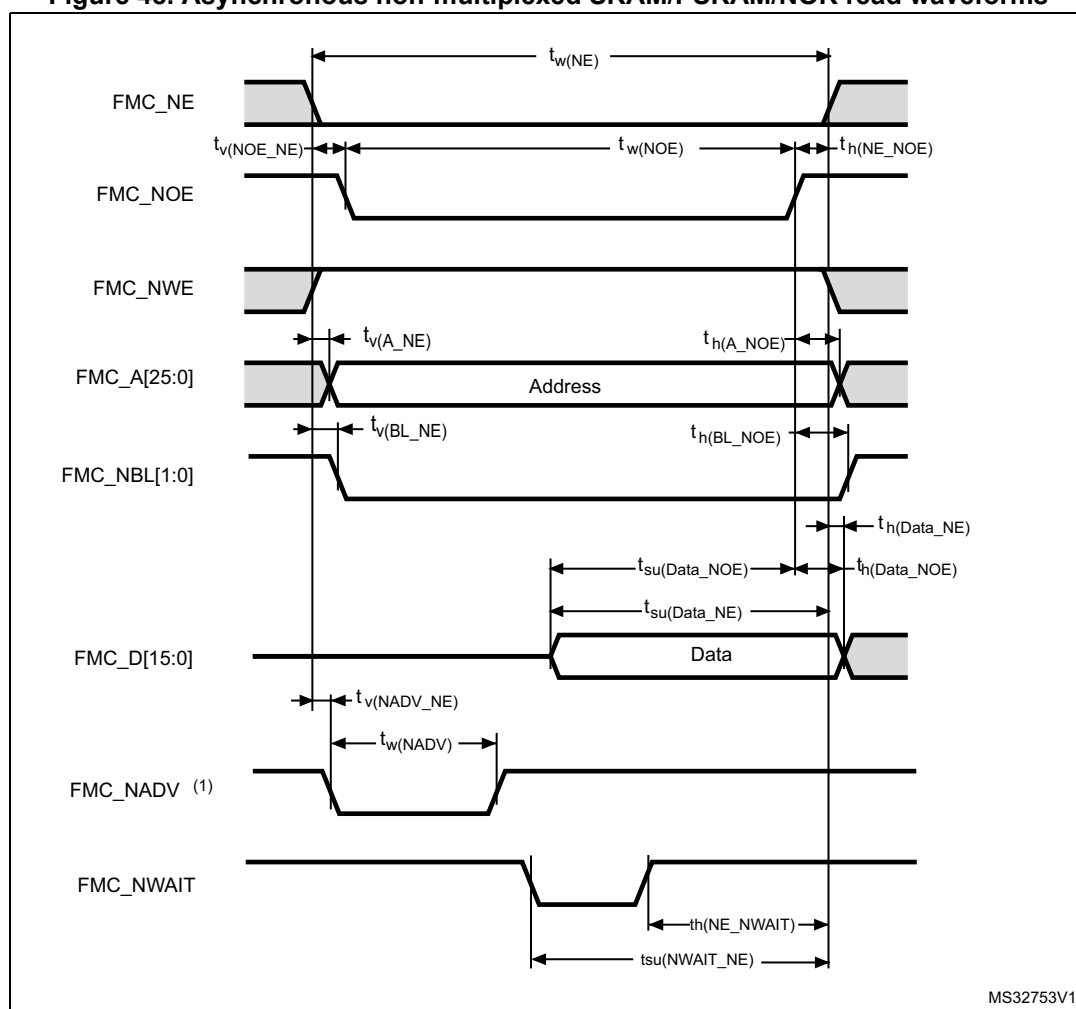 Figure 48. Asynchronous non-multiplexed SRAM/PSRAM/NOR read waveforms
tw(NE)
FMC_NE
tv(NOE_NE)
tw(NOE)
th(NE_NOE)
FMC_NOE
FMC_NWE
tv(A_NE)
th(A_NOE)
FMC_A[25:0]
Address
tv(BL_NE)
th(BL_NOE)
FMC_NBL[1:0]
th(Data_NE)
tsu(Data_NOE)
th(Data_NOE)
tsu(Data_NE)
FMC_D[15:0]
Data
tv(NADV_NE)
tw(NADV)
FMC_NADV (1)
FMC_NWAIT
th(NE_NWAIT)
tsu(NWAIT_NE)
MS32753V1